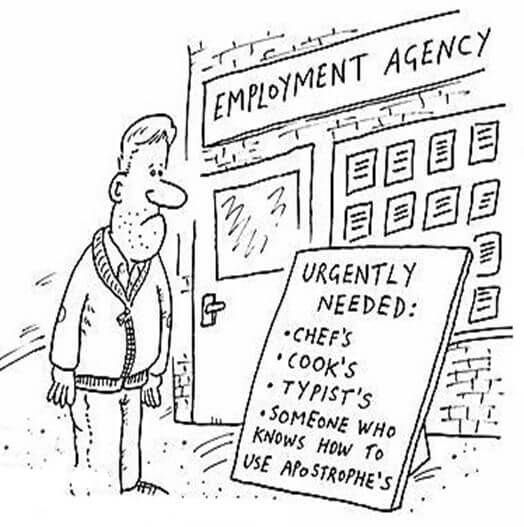 EMPLOYMENT AGENCY
URGENTLY
NEEDED:
• CHEF'S
• COOK'S
• TYPIST'S
• SOMEONE WHO
KNOWS HOW TO
USE APOSTROPHE'S